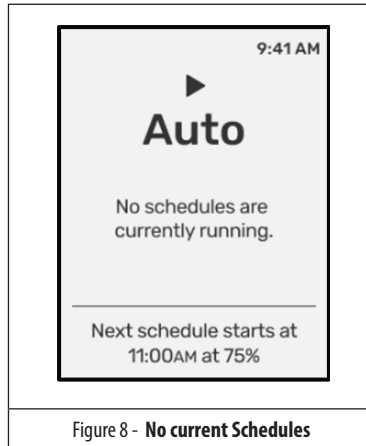 9:41 AM
Auto
No schedules are
currently running.
Next schedule starts at
11:00AM at 75%
Figure 8 - No current Schedules